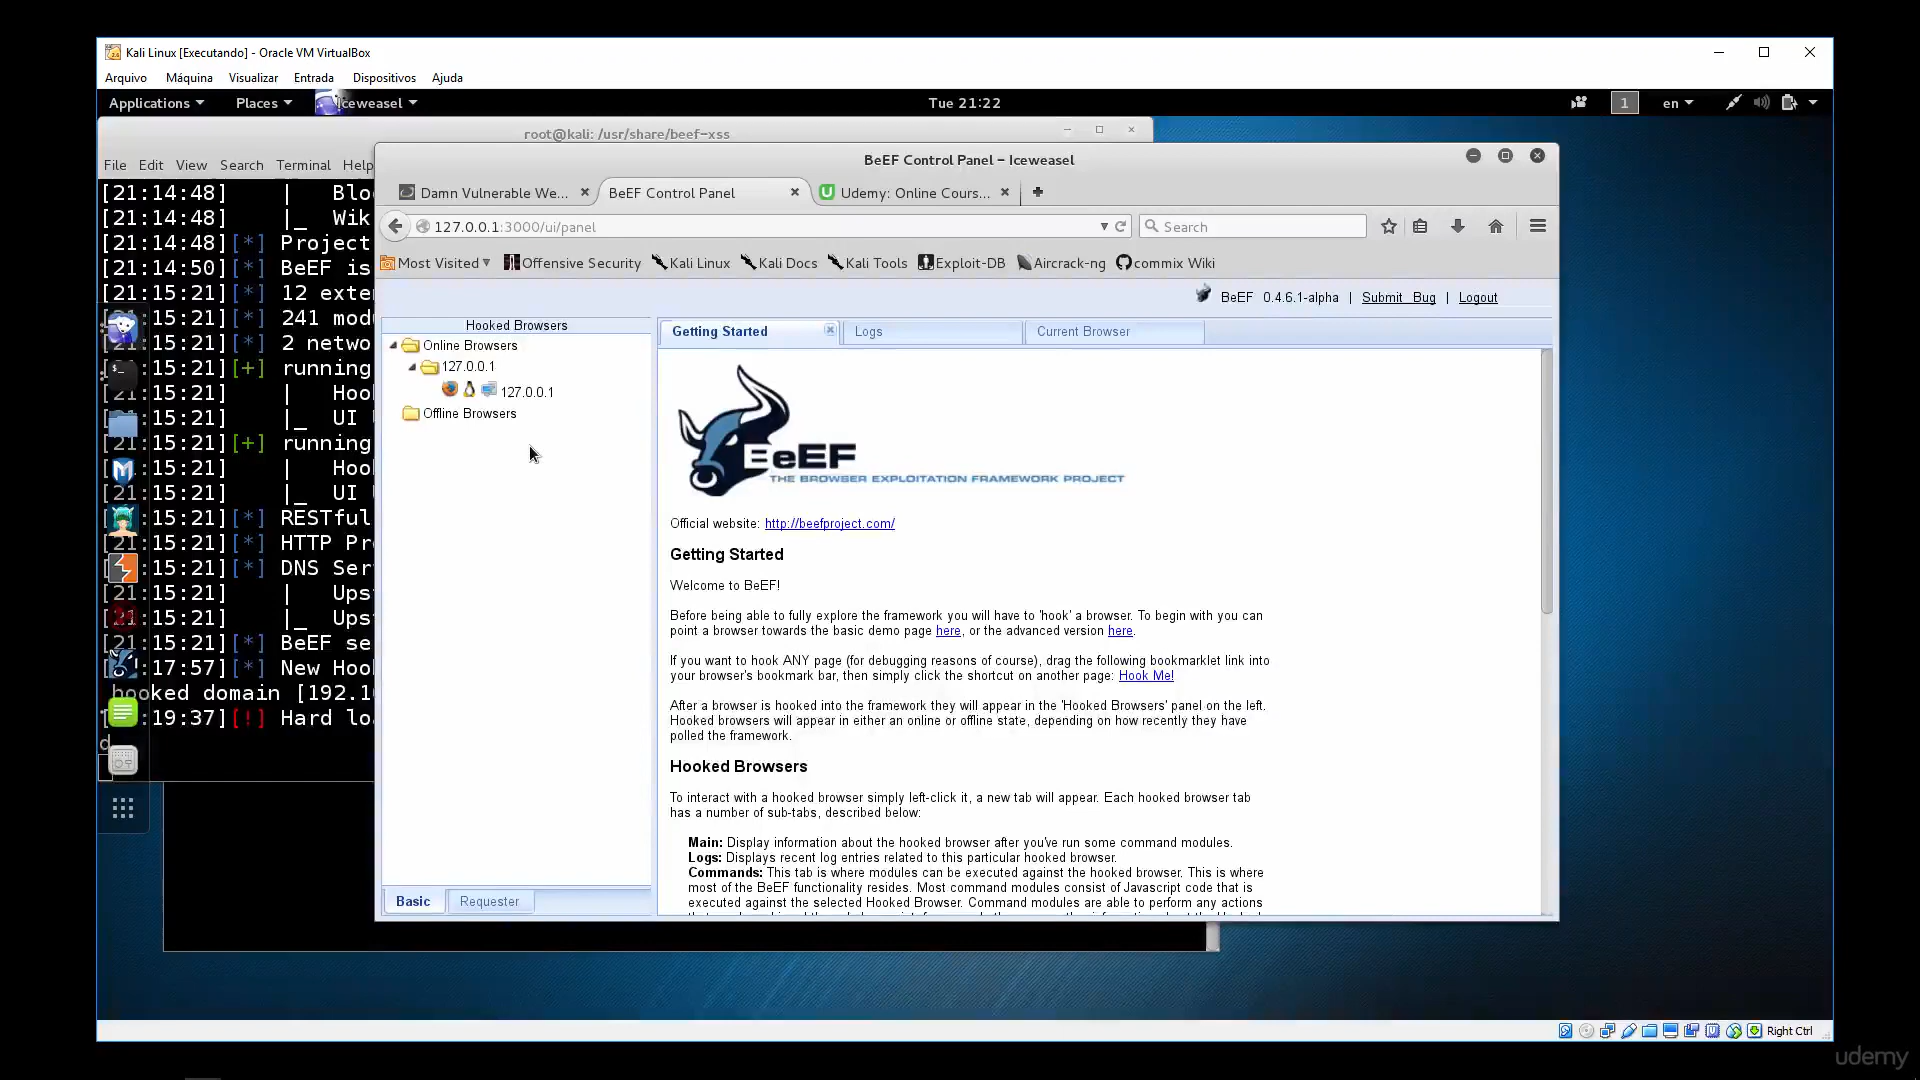 Kali Linux [Executando] - Oracle VM VirtualBox
Arquivo Máquina Visualizar Entrada Dispositivos Ajuda
Applications Places Iceweasel Tue 21:22 1 en
root@kali: /usr/share/beef-xss
File Edit View Search Terminal Help
[21:14:48] | Blo
[21:14:48] |_ Wik
[21:14:48][*] Project
[21:14:50][*] BeEF is
[21:15:21][*] 12 exte
[21:15:21][*] 241 mod
[21:15:21][*] 2 netwo
[21:15:21][+] running
[21:15:21] | Hoo
[21:15:21] |_ UI
[21:15:21][+] running
[21:15:21] | Hoo
[21:15:21] |_ UI
[21:15:21][*] RESTful
[21:15:21][*] HTTP Pr
[21:15:21][*] DNS Ser
[21:15:21] | Ups
[21:15:21] |_ Ups
[21:15:21][*] BeEF se
:17:57][*] New Hoo
hooked domain [192.1
:19:37][!] Hard lo
d
BeEF Control Panel - Iceweasel
Damn Vulnerable We... BeEF Control Panel Udemy: Online Cours...
127.0.0.1:3000/ui/panel Search
Most Visited Offensive Security Kali Linux Kali Docs Kali Tools Exploit-DB Aircrack-ng commix Wiki
BeEF 0.4.6.1-alpha | Submit Bug | Logout
Hooked Browsers
Online Browsers
127.0.0.1
127.0.0.1
Offline Browsers
Basic Requester
Getting Started Logs Current Browser
BeEF
THE BROWSER EXPLOITATION FRAMEWORK PROJECT
Official website: http://beefproject.com/
Getting Started
Welcome to BeEF!
Before being able to fully explore the framework you will have to 'hook' a browser. To begin with you can
point a browser towards the basic demo page here, or the advanced version here.
If you want to hook ANY page (for debugging reasons of course), drag the following bookmarklet link into
your browser's bookmark bar, then simply click the shortcut on another page: Hook Me!
After a browser is hooked into the framework they will appear in the 'Hooked Browsers' panel on the left.
Hooked browsers will appear in either an online or offline state, depending on how recently they have
polled the framework.
Hooked Browsers
To interact with a hooked browser simply left-click it, a new tab will appear. Each hooked browser tab
has a number of sub-tabs, described below:
Main: Display information about the hooked browser after you've run some command modules.
Logs: Displays recent log entries related to this particular hooked browser.
Commands: This tab is where modules can be executed against the hooked browser. This is where
most of the BeEF functionality resides. Most command modules consist of Javascript code that is
executed against the selected Hooked Browser. Command modules are able to perform any actions
Right Ctrl
udemy